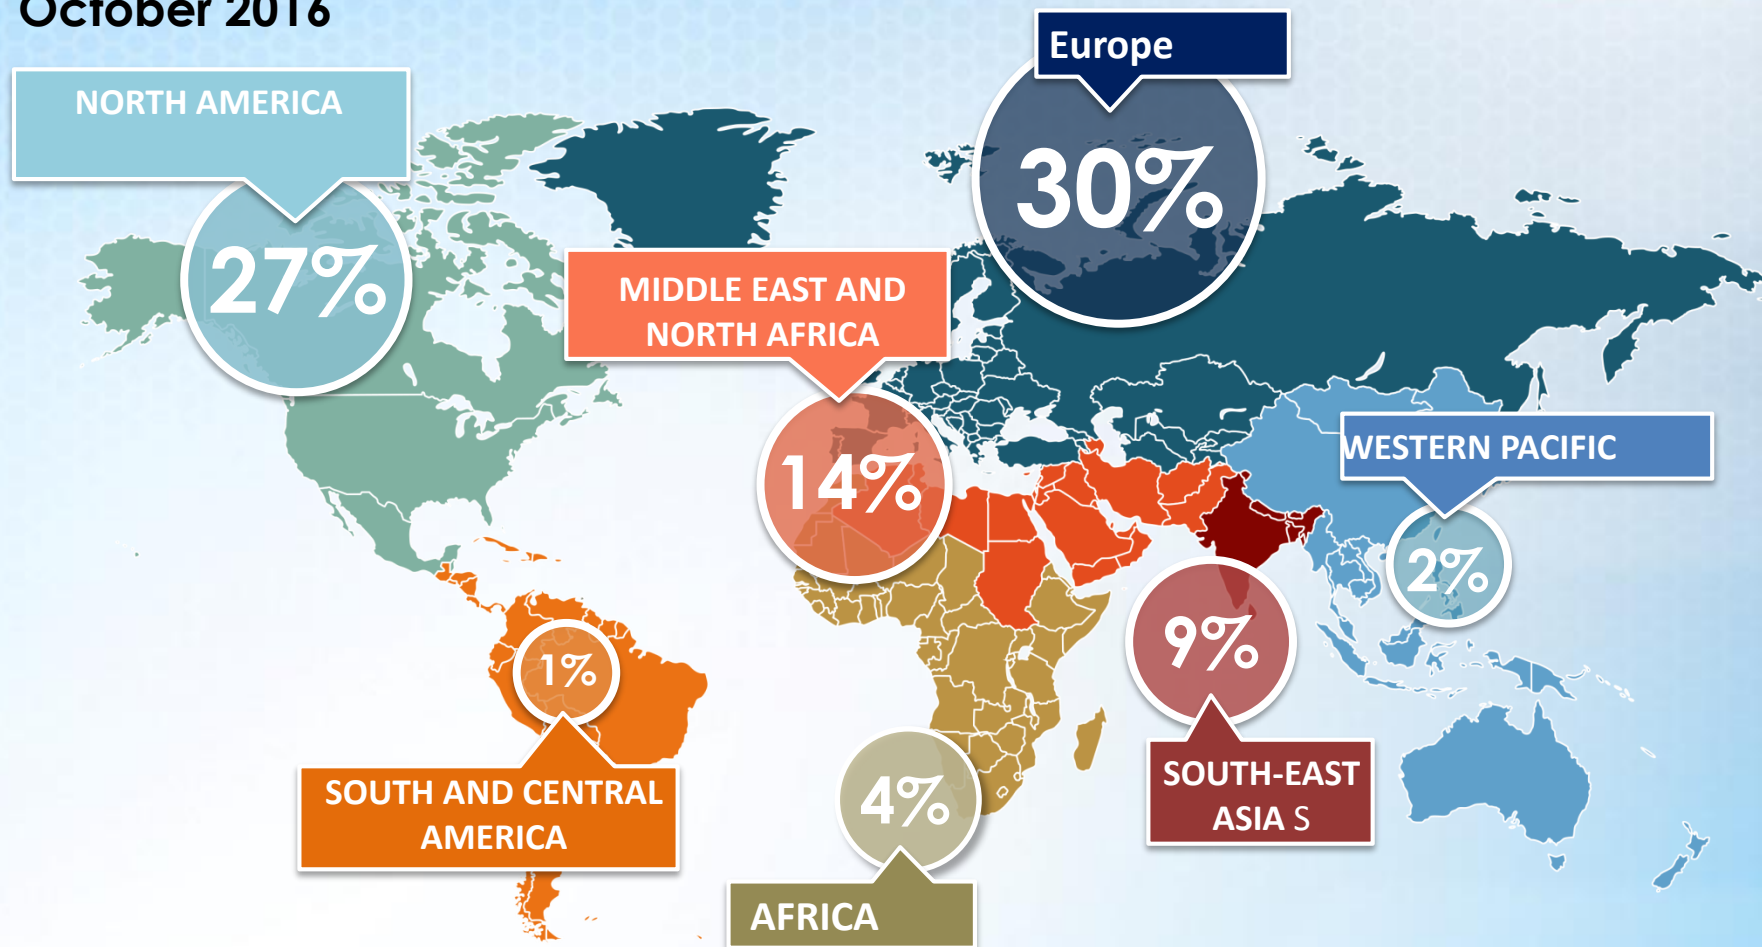 October 2016
Europe
30%
NORTH AMERICA
27%
MIDDLE EAST AND
NORTH AFRICA
14%
WESTERN PACIFIC
2%
9%
SOUTH-EAST
ASIA S
1%
SOUTH AND CENTRAL
AMERICA
4%
AFRICA